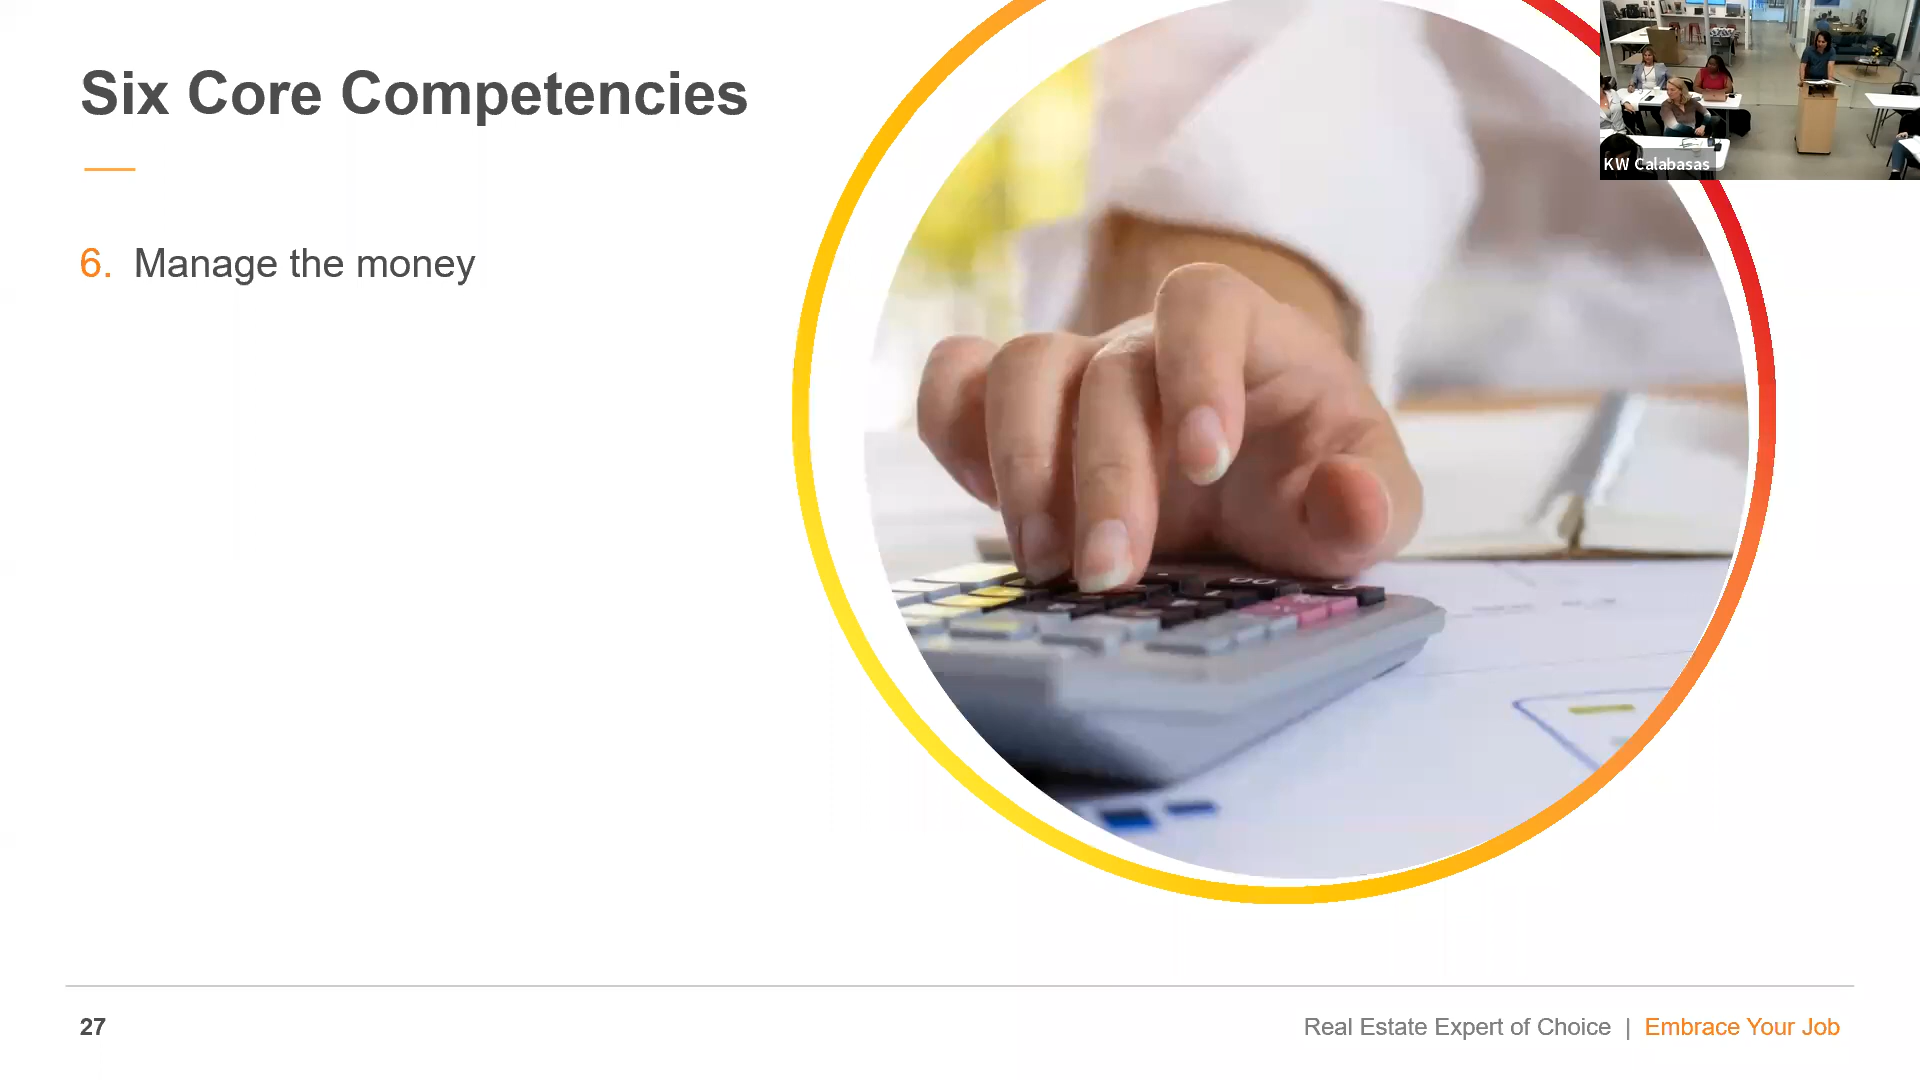 Six Core Competencies
6. Manage the money
KW Calabasas
27
Real Estate Expert of Choice | Embrace Your Job